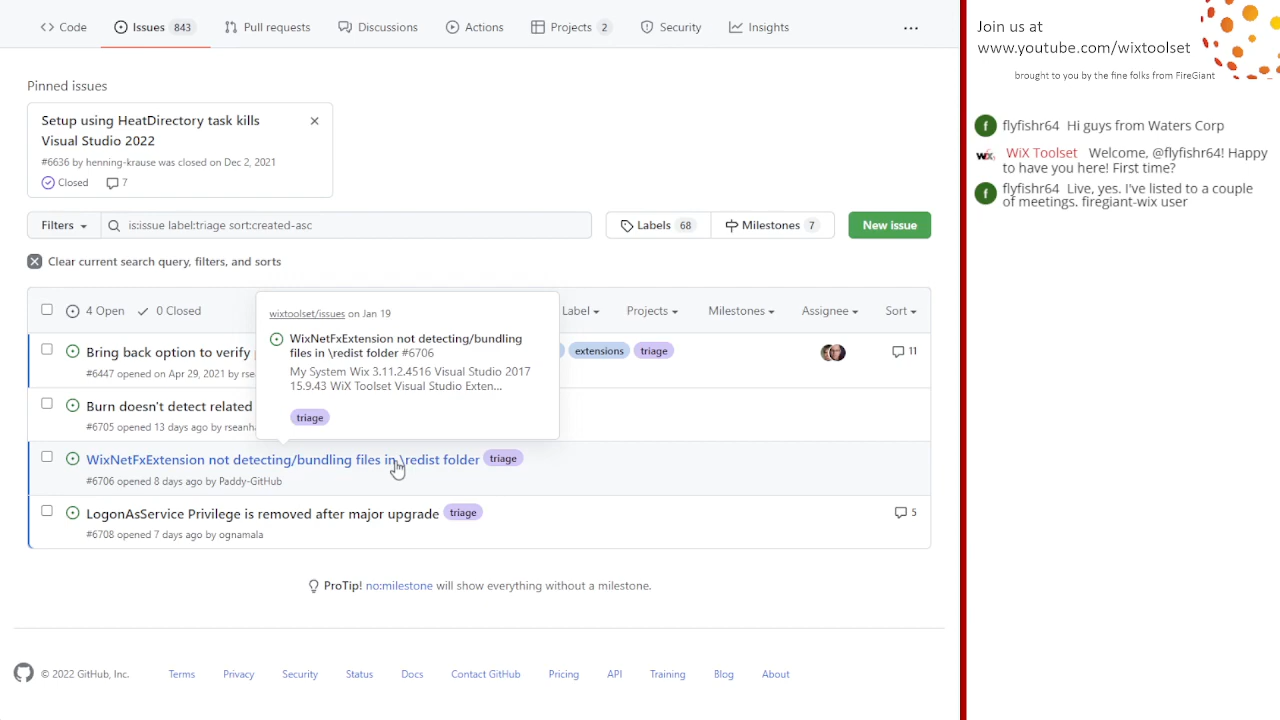 Code
Issues 843
Pull requests
Discussions
Actions
Projects 2
Security
Insights
Pinned issues
Setup using HeatDirectory task kills
Visual Studio 2022
#6636 by henning-krause was closed on Dec 2, 2021
Closed 7
Filters
is:issue label:triage sort:created-asc
Labels 68
Milestones 7
New issue
Clear current search query, filters, and sorts
4 Open 0 Closed
Label
Projects
Milestones
Assignee
Sort
Bring back option to verify
extensions
triage
11
#6447 opened on Apr 29, 2021 by
wixtoolset/issues on Jan 19
WixNetFxExtension not detecting/bundling
files in \redist folder #6706
My System Wix 3.11.2.4516 Visual Studio 2017
15.9.43 WiX Toolset Visual Studio Exten...
triage
Burn doesn't detect related
#6705 opened 13 days ago by rseanha
WixNetFxExtension not detecting/bundling files in \redist folder triage
#6706 opened 8 days ago by Paddy-GitHub
LogonAsService Privilege is removed after major upgrade triage 5
#6708 opened 7 days ago by ognamala
ProTip! no:milestone will show everything without a milestone.
© 2022 GitHub, Inc.
Terms
Privacy
Security
Status
Docs
Contact GitHub
Pricing
API
Training
Blog
About
Join us at
www.youtube.com/wixtoolset
brought to you by the fine folks from FireGiant
f flyfishr64 Hi guys from Waters Corp
WiX WiX Toolset Welcome, @flyfishr64! Happy
to have you here! First time?
f flyfishr64 Live, yes. I've listed to a couple
of meetings. firegiant-wix user